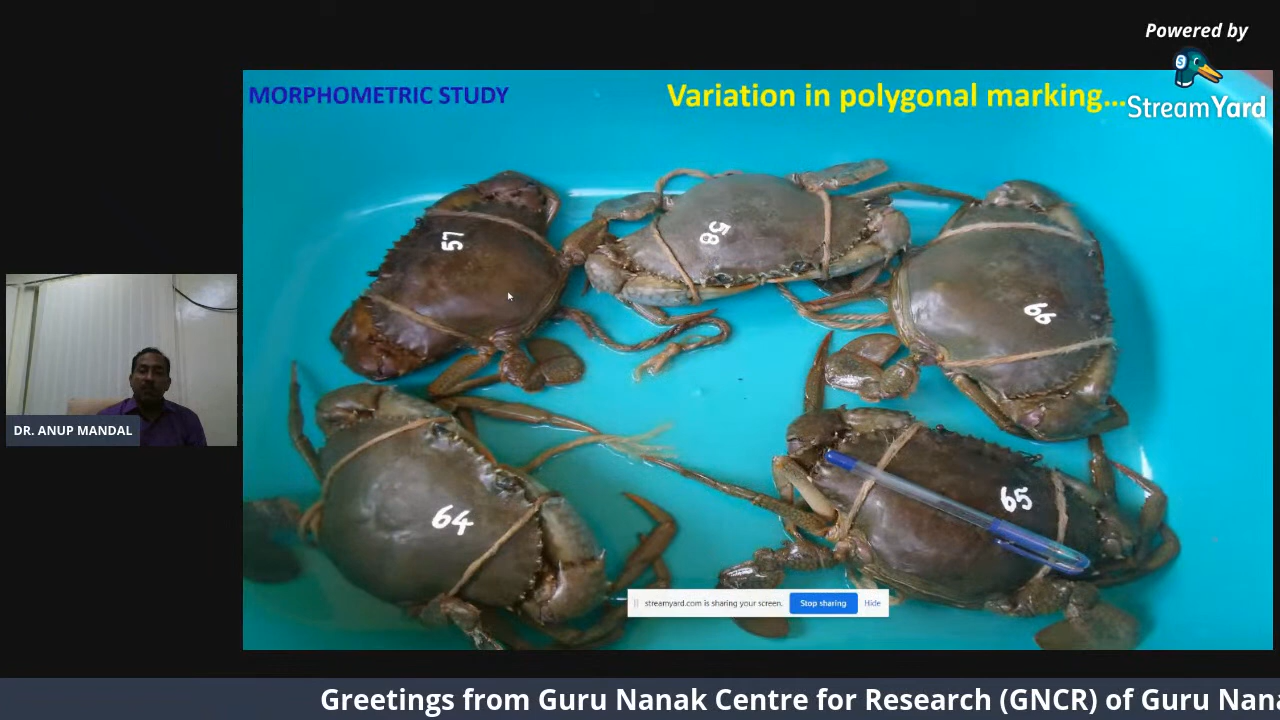 Powered by
StreamYard
MORPHOMETRIC STUDY
Variation in polygonal marking...
57
58
66
64
65
DR. ANUP MANDAL
streamyard.com is sharing your screen.
Stop sharing
Hide
Greetings from Guru Nanak Centre for Research (GNCR) of Guru Nana